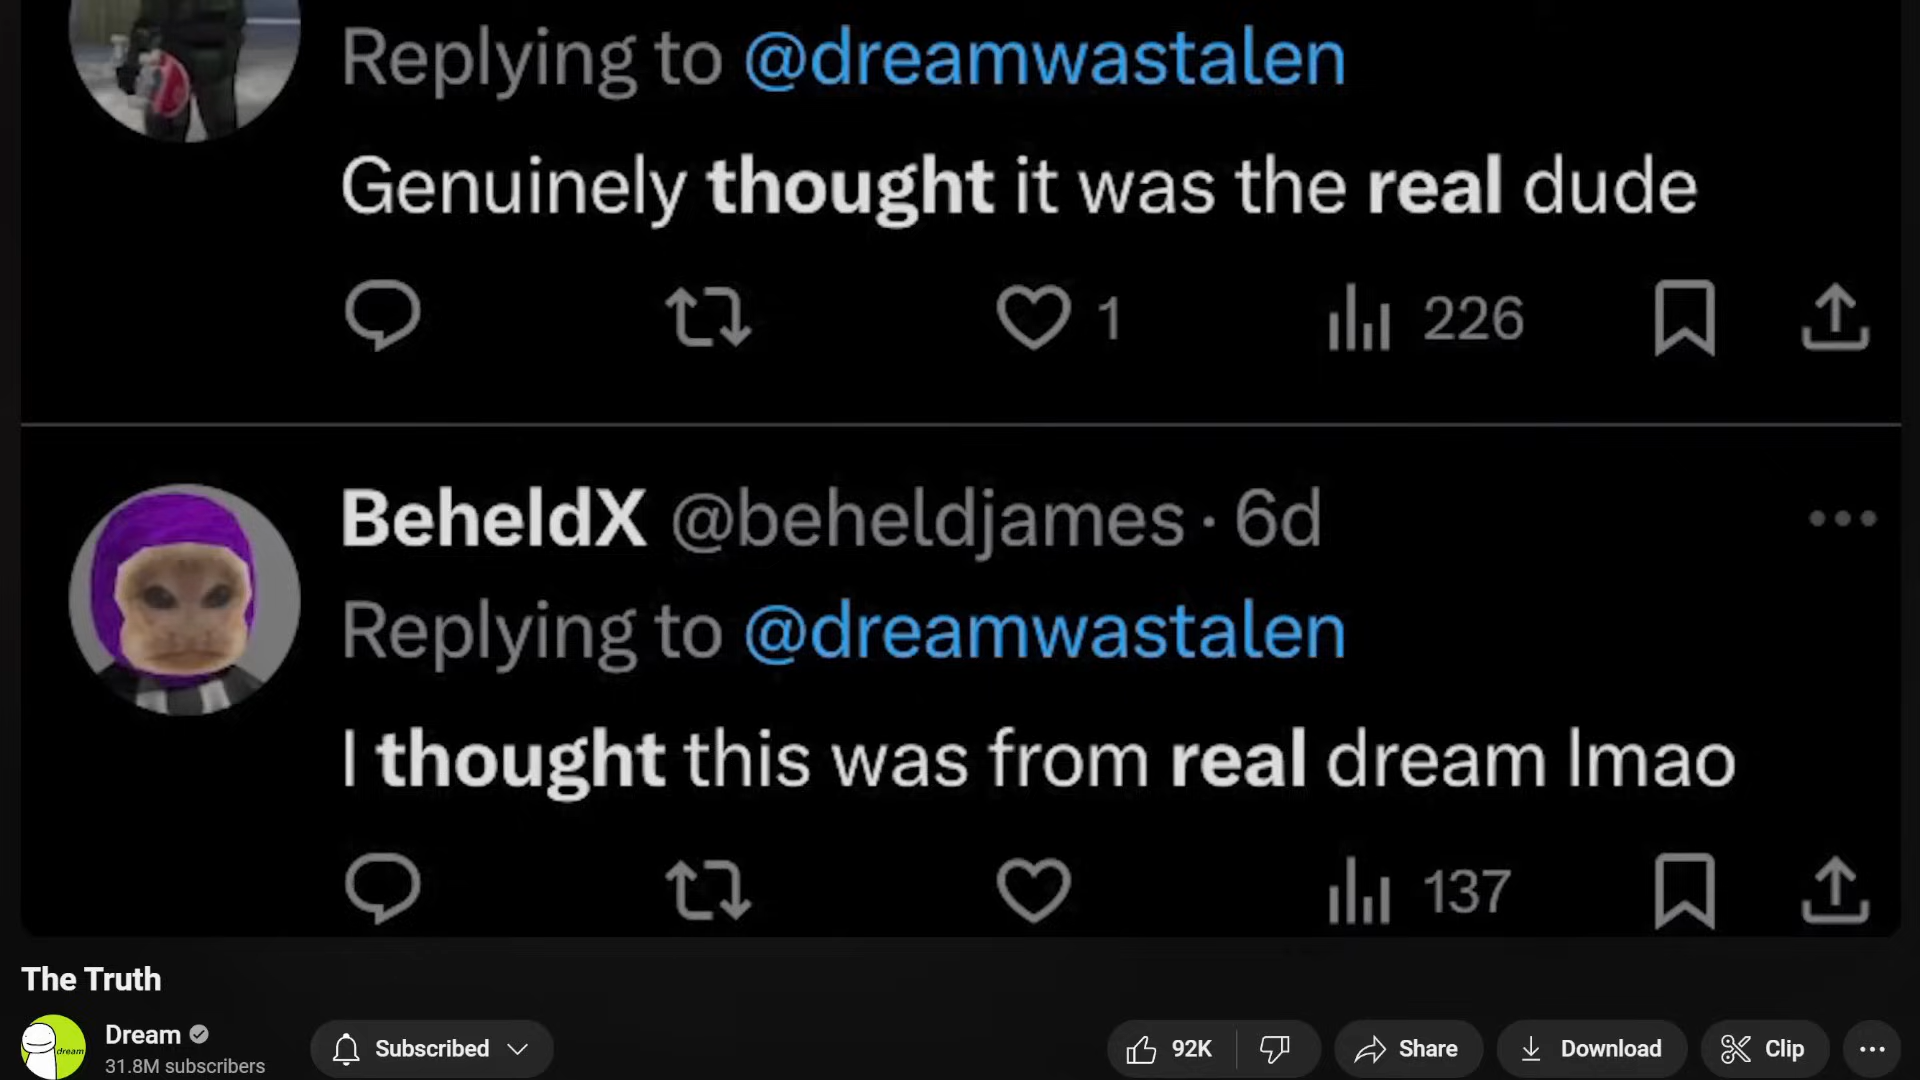 Replying to @dreamwastalen
Genuinely thought it was the real dude
1 226
BeheldX @beheldjames · 6d
Replying to @dreamwastalen
I thought this was from real dream lmao
137
The Truth
dream
Dream
31.8M subscribers
Subscribed
92K Share Download Clip